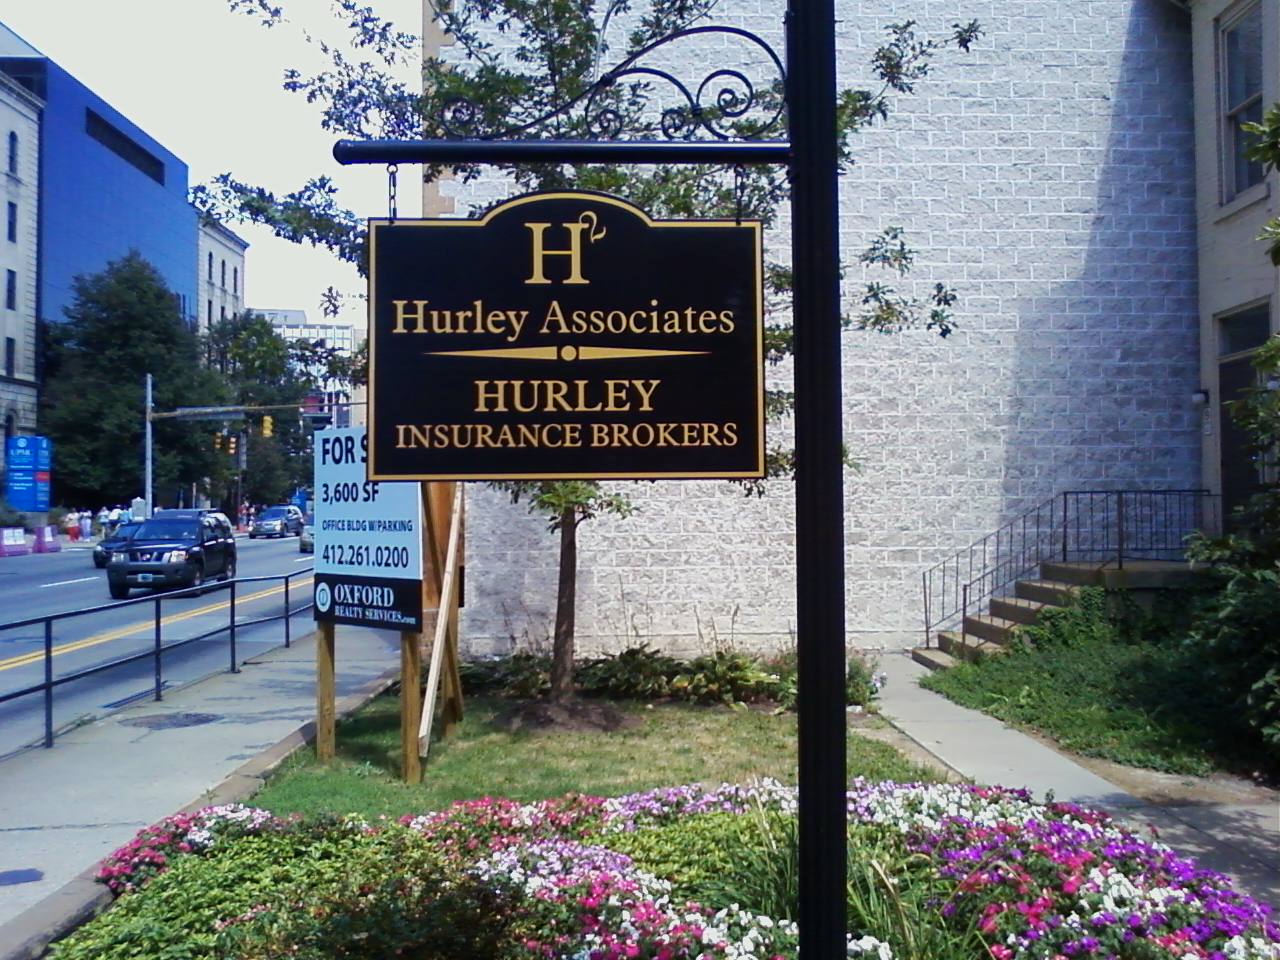 H2
Hurley Associates
HURLEY
INSURANCE BROKERS
FOR
3,600 SF
OFFICE BLDG W/PARKING
412.261.0200
OXFORD
REALTY SERVICES.com
UPMC